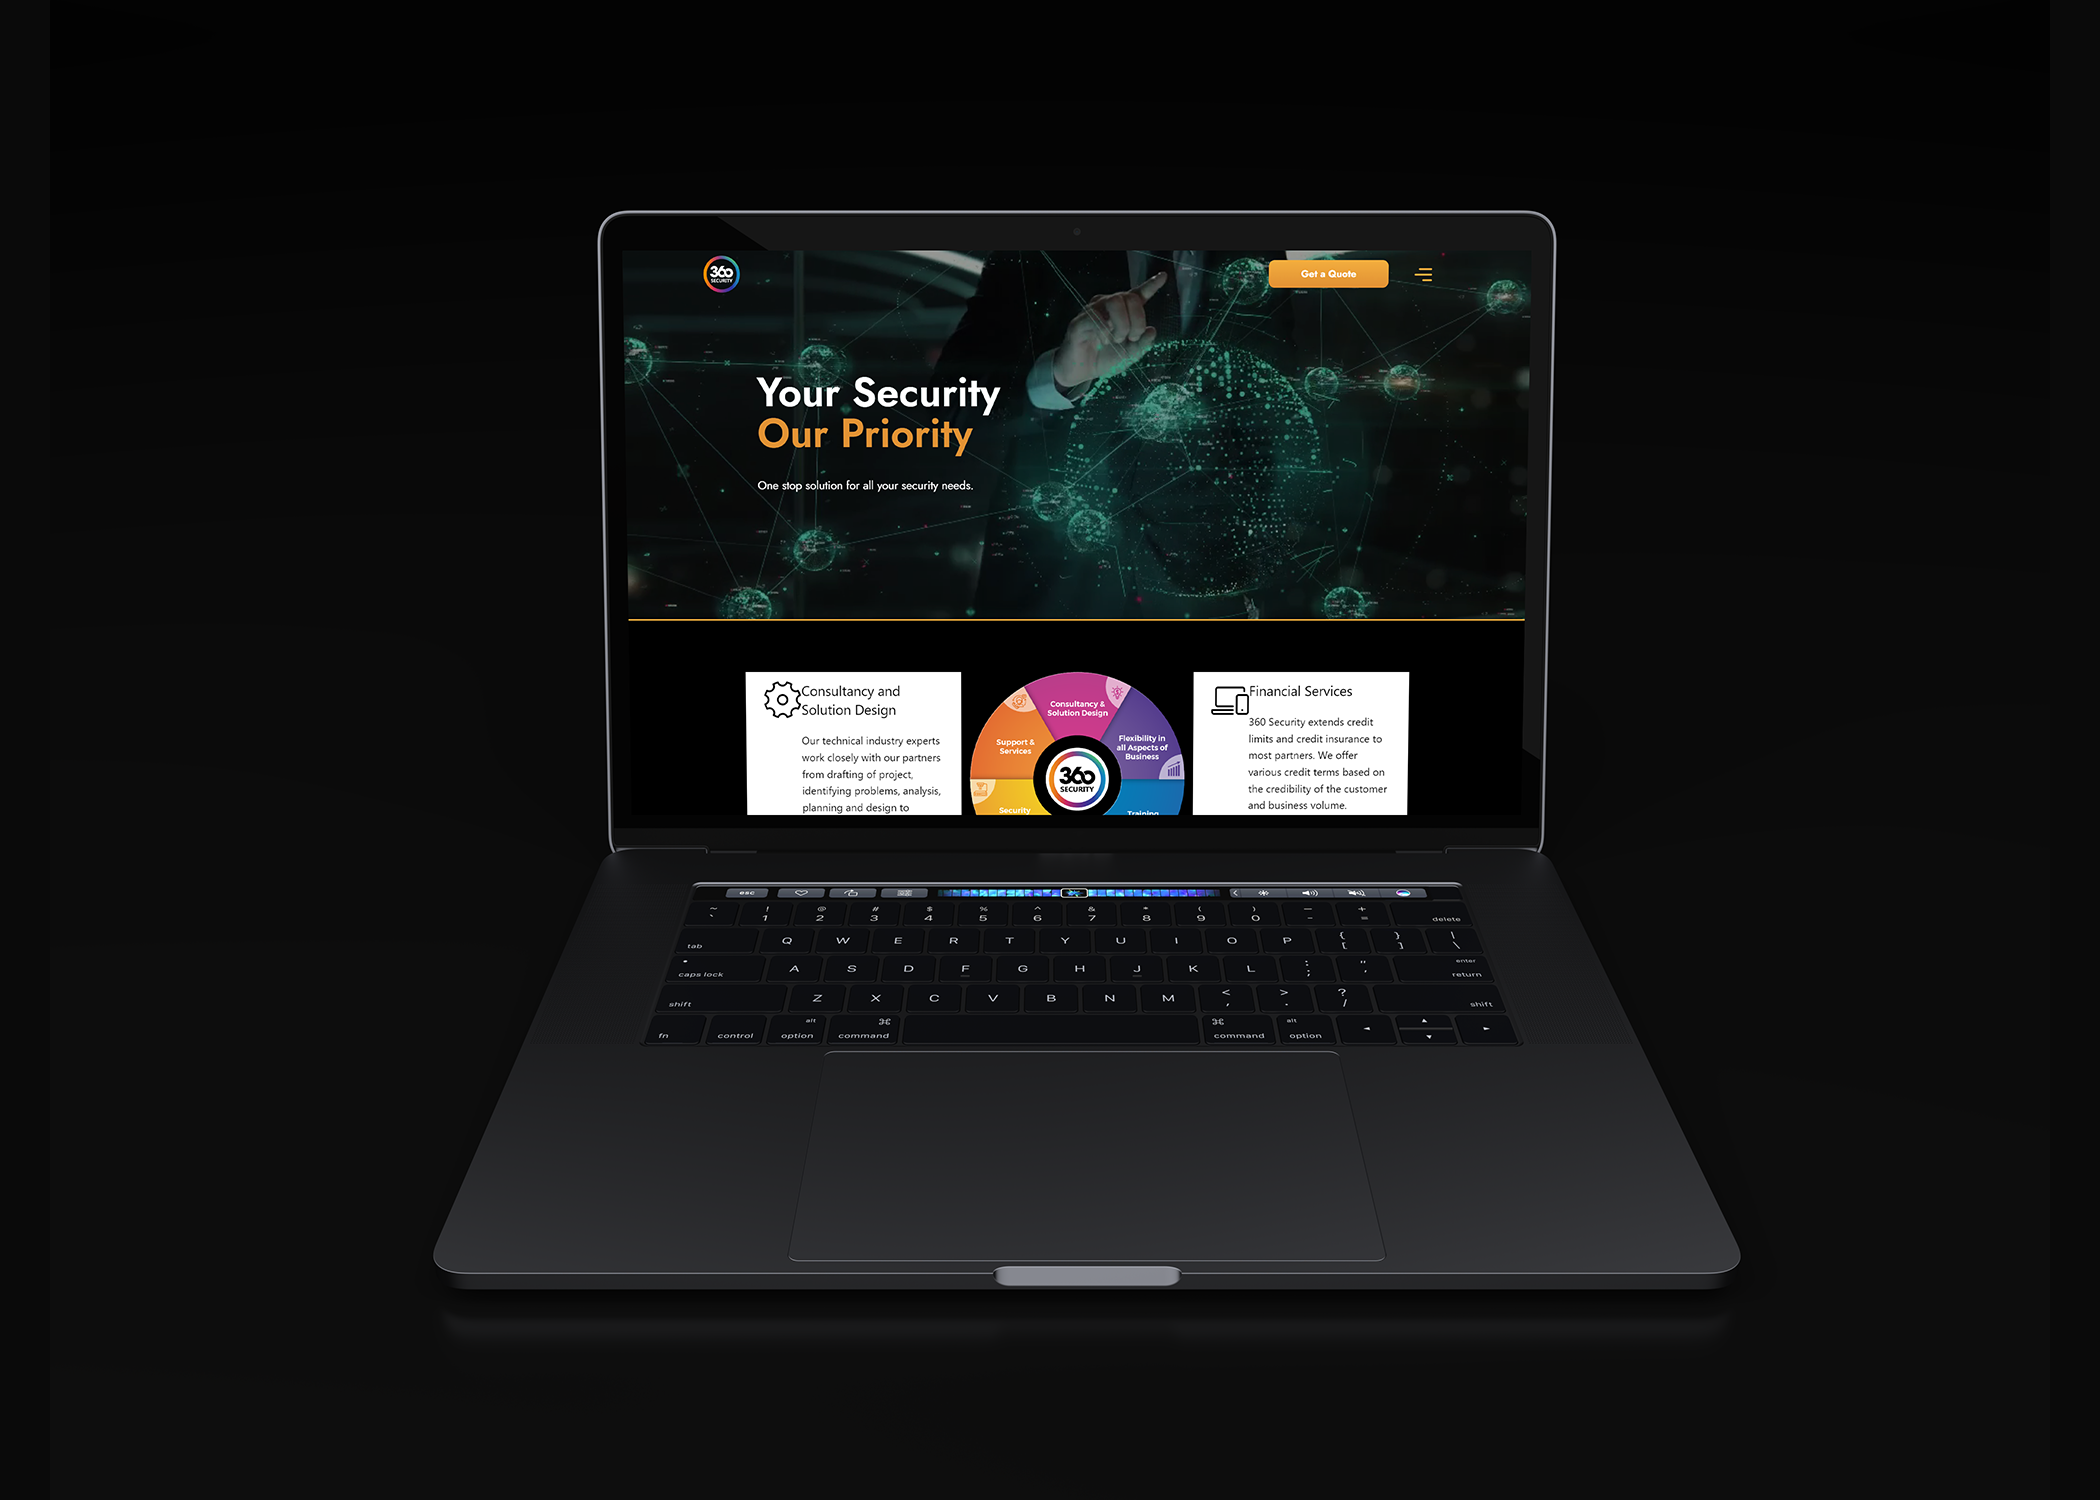 360
SECURITY
Get a Quote
Your Security
Our Priority
One stop solution for all your security needs.
Consultancy and
Solution Design
Our technical industry experts
work closely with our partners
from drafting of project,
identifying problems, analysis,
planning and design to
Consultancy &
Solution Design
Support &
Services
Flexibility in
all Aspects of
Business
360
SECURITY
Security
Training
Financial Services
360 Security extends credit
limits and credit insurance to
most partners. We offer
various credit terms based on
the credibility of the customer
and business volume.
esc
~ ! @ # $ % ^ & * ( ) — +
` 1 2 3 4 5 6 7 8 9 0 - = delete
tab Q W E R T Y U I O P { [ } ] | \
caps lock A S D F G H J K L : ; " ' enter return
shift Z X C V B N M < , > . ? / shift
fn control alt option ⌘ command ⌘ command alt option